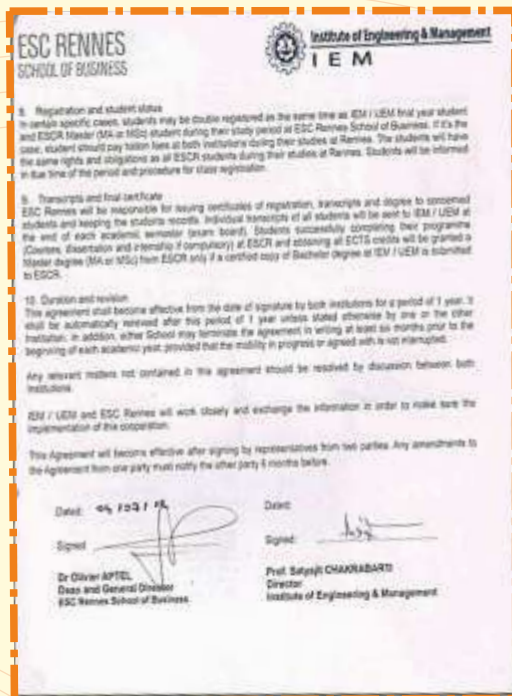 ESC RENNES
SCHOOL OF BUSINESS
Institute of Engineering & Management
I E M
8. Registration and student status
In certain specific cases, students may be double registered as the same time as IEM / UEM final year student
and ESCR Master (MA or MSc) student during their study period at ESC Rennes School of Business. If it's the
case, student should pay tuition fees at both institutions during their studies at Rennes. The students will have
the same rights and obligations as all ESCR students during their studies at Rennes. Students will be informed
in due time of the period and procedure for class registration.
9. Transcripts and final certificate
ESC Rennes will be responsible for issuing certificates of registration, transcripts and degree to concerned
students and keeping the students records. Individual transcripts of all students will be sent to IEM / UEM at
the end of each academic semester (exam board). Students successfully completing their programme
(Courses, dissertation and internship if compulsory) at ESCR and obtaining all ECTS credits will be granted a
Master degree (MA or MSc) from ESCR only if a certified copy of Bachelor degree at IEM / UEM is submitted
to ESCR.
10. Duration and revision
This agreement shall become effective from the date of signature by both institutions for a period of 1 year. It
shall be automatically renewed after this period of 1 year unless stated otherwise by one or the other
institution, in addition, either School may terminate the agreement in writing at least six months prior to the
beginning of each academic year, provided that the mobility in progress or agreed with is not interrupted.
Any relevant matters not contained in this agreement should be resolved by discussion between both
institutions.
IEM / UEM and ESC Rennes will work closely and exchange the information in order to make sure the
implementation of this cooperation.
This Agreement will become effective after signing by representatives from two parties. Any amendments to
the Agreement from one party must notify the other party 6 months before.
Dated:
Dated:
Signed
Signed
Dr Olivier APTEL
Dean and General Director
ESC Rennes School of Business
Prof. Satyajit CHAKRABARTI
Director
Institute of Engineering & Management